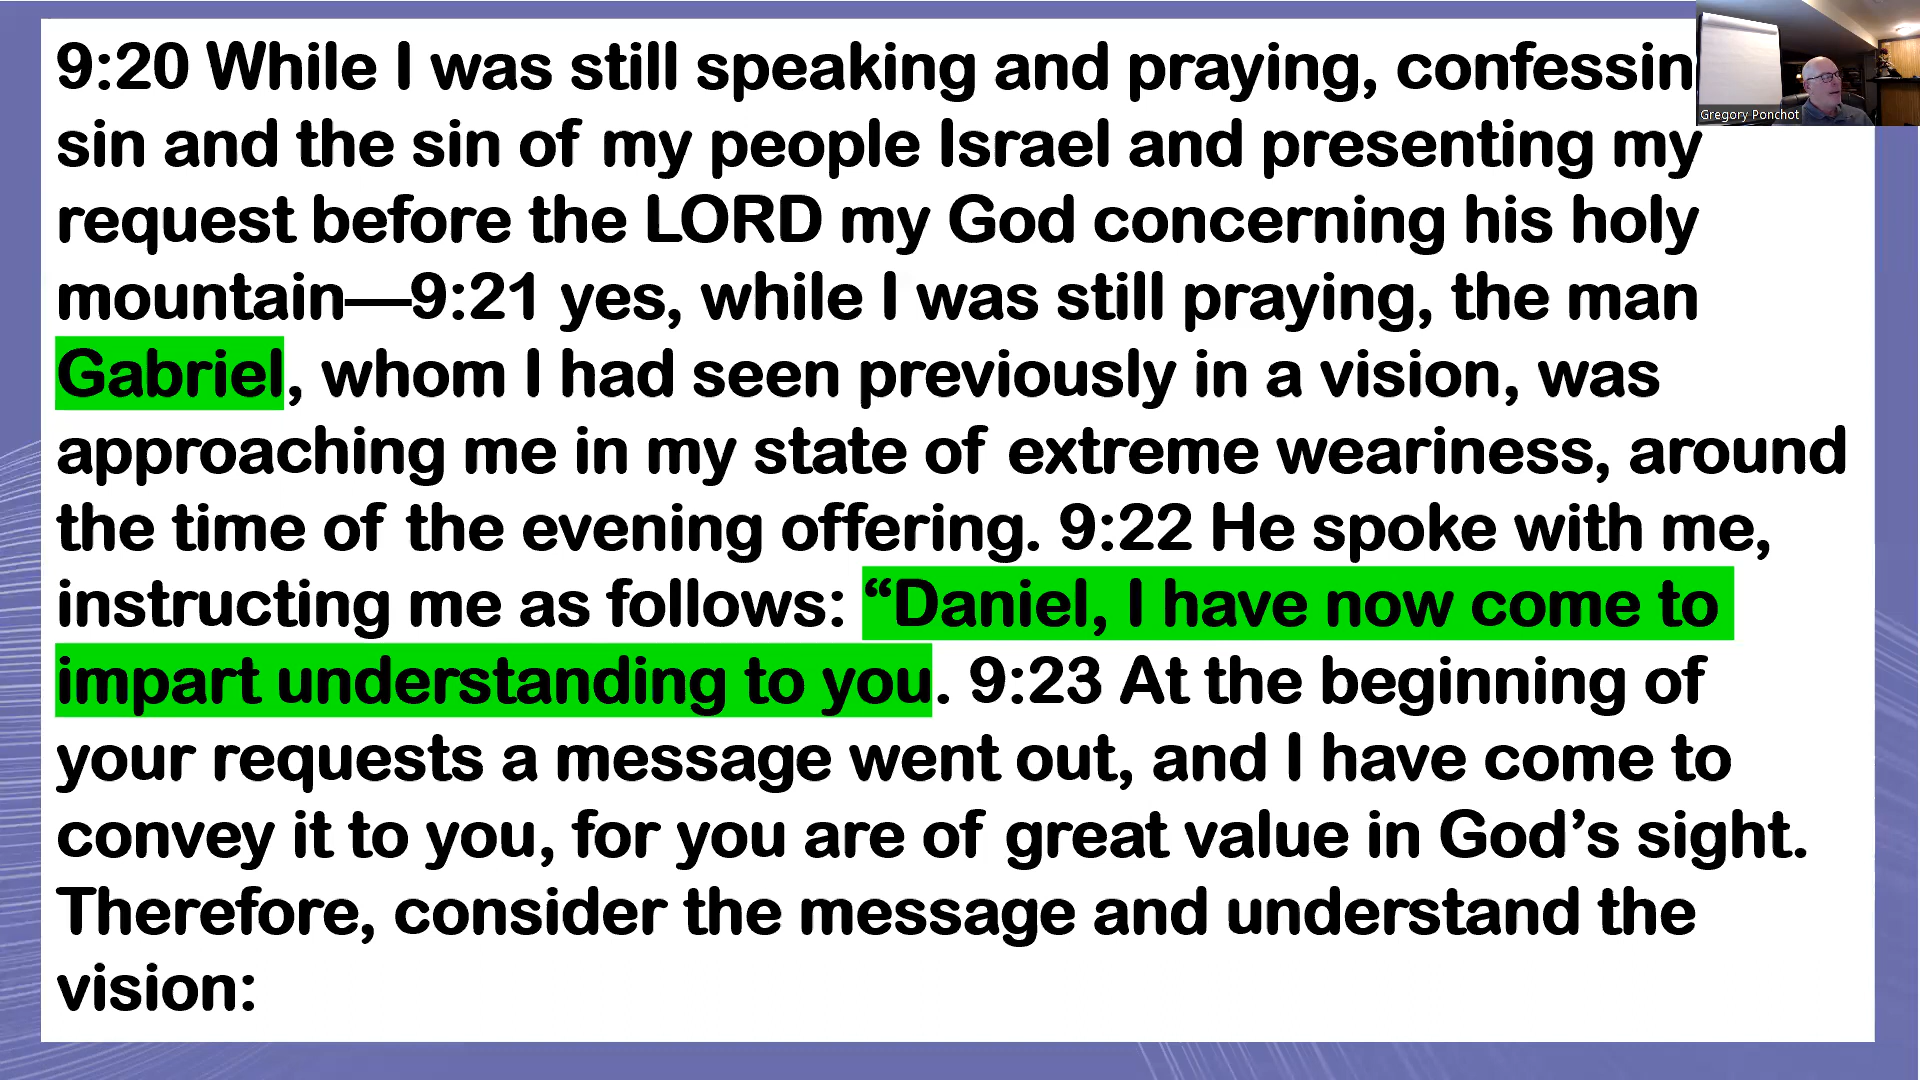 9:20 While I was still speaking and praying, confessin
sin and the sin of my people Israel and presenting my
request before the LORD my God concerning his holy
mountain—9:21 yes, while I was still praying, the man
Gabriel, whom I had seen previously in a vision, was
approaching me in my state of extreme weariness, around
the time of the evening offering. 9:22 He spoke with me,
instructing me as follows: “Daniel, I have now come to
impart understanding to you. 9:23 At the beginning of
your requests a message went out, and I have come to
convey it to you, for you are of great value in God’s sight.
Therefore, consider the message and understand the
vision:
Gregory Ponchot